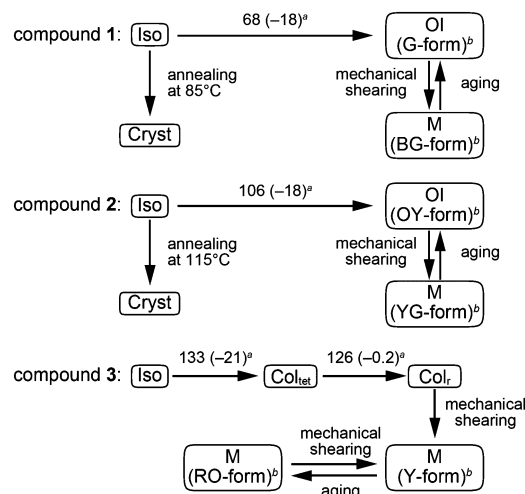 compound 1: Iso 68 (–18)a OI
(G-form)b
annealing
at 85°C
mechanical
shearing
aging
Cryst
M
(BG-form)b
compound 2: Iso 106 (–18)a OI
(OY-form)b
annealing
at 115°C
mechanical
shearing
aging
Cryst
M
(YG-form)b
compound 3: Iso 133 (–21)a Coltet 126 (–0.2)a Colr
mechanical
shearing
M
(RO-form)b
mechanical
shearing
aging
M
(Y-form)b